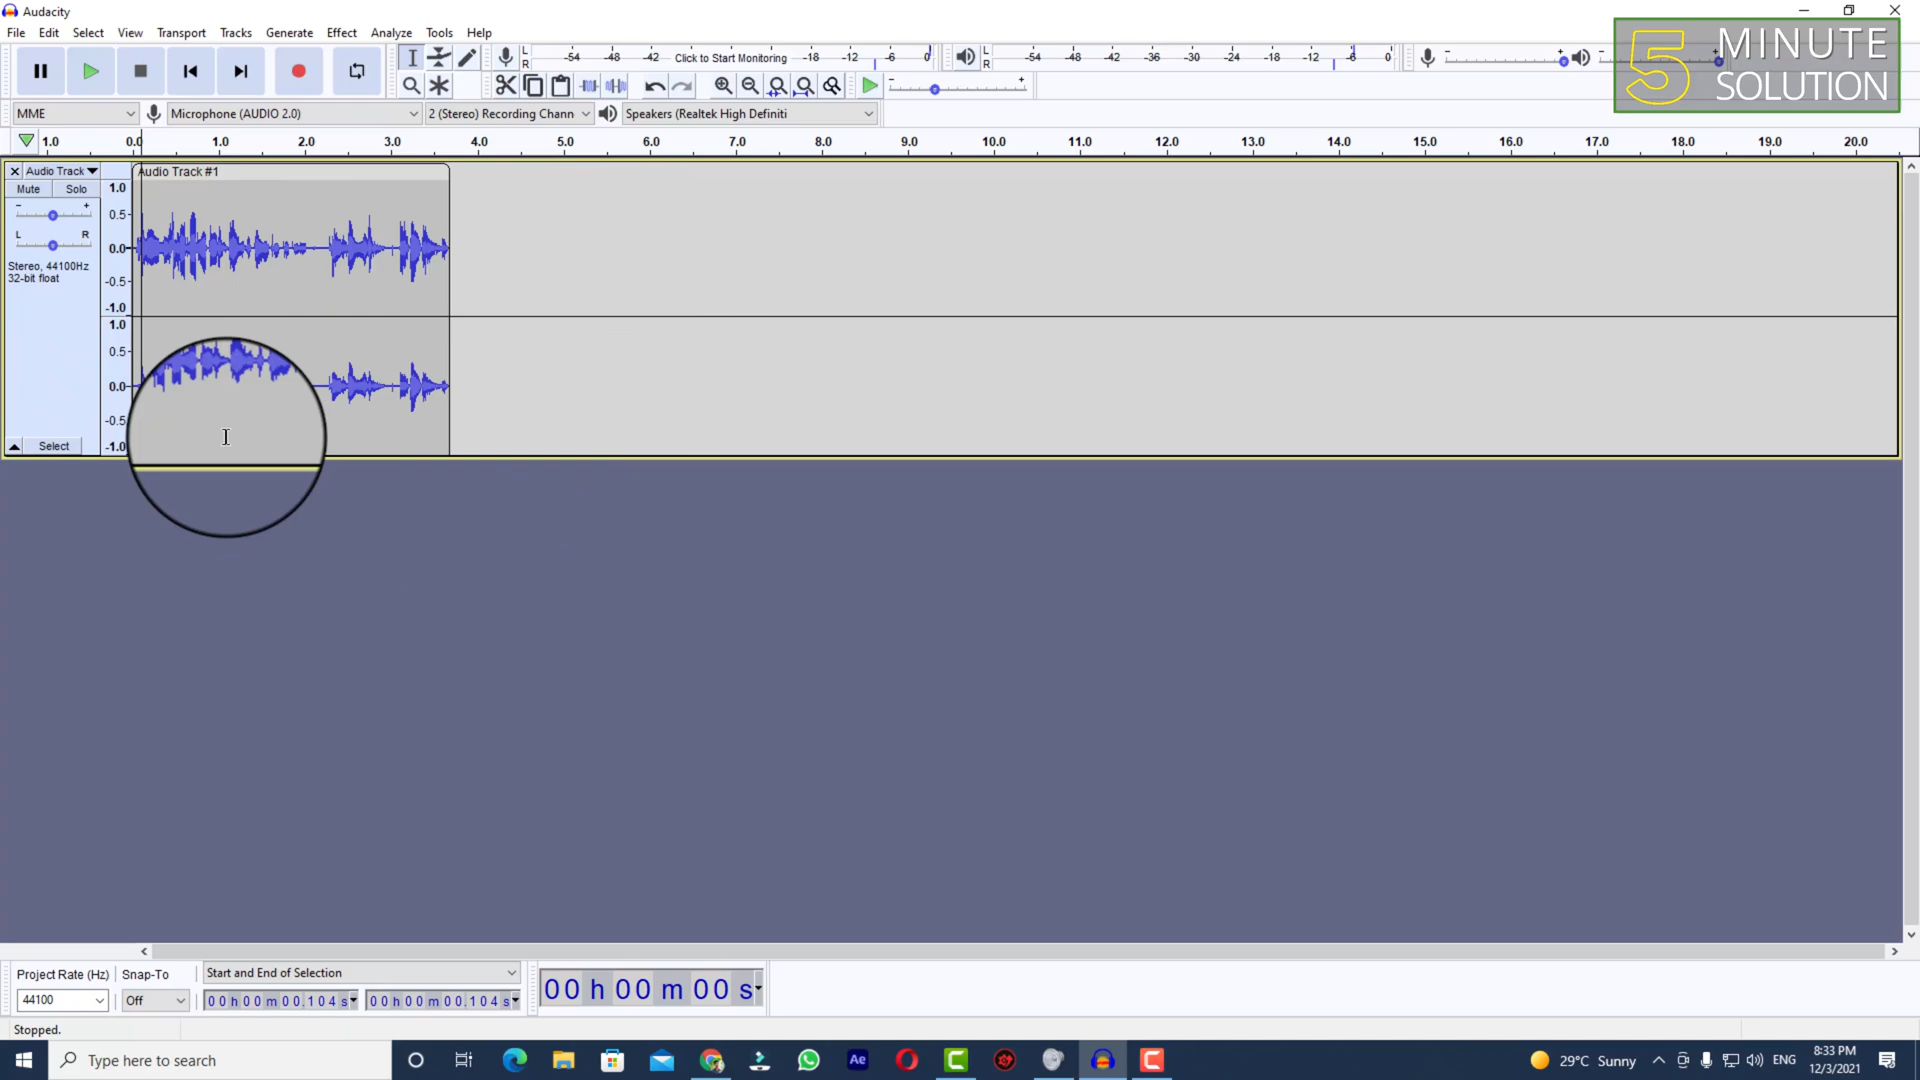 Audacity
File Edit Select View Transport Tracks Generate Effect Analyze Tools Help
5 MINUTE SOLUTION
L R -54 -48 -42 Click to Start Monitoring -18 -12 -6 0 L R -54 -48 -42 -36 -30 -24 -18 -12 -6 0
MME Microphone (AUDIO 2.0) 2 (Stereo) Recording Chann Speakers (Realtek High Definiti
1.0 0.0 1.0 2.0 3.0 4.0 5.0 6.0 7.0 8.0 9.0 10.0 11.0 12.0 13.0 14.0 15.0 16.0 17.0 18.0 19.0 20.0
Audio Track Audio Track #1
Mute Solo 1.0
- + 0.5
L R 0.0
Stereo, 44100Hz
32-bit float -0.5
-1.0
1.0
0.5
0.0
-0.5
Select -1.0
Project Rate (Hz) Snap-To Start and End of Selection
44100 Off 00 h 00 m 00.104 s 00 h 00 m 00.104 s 00 h 00 m 00 s
Stopped.
Type here to search Ae 29°C Sunny ENG 8:33 PM
12/3/2021